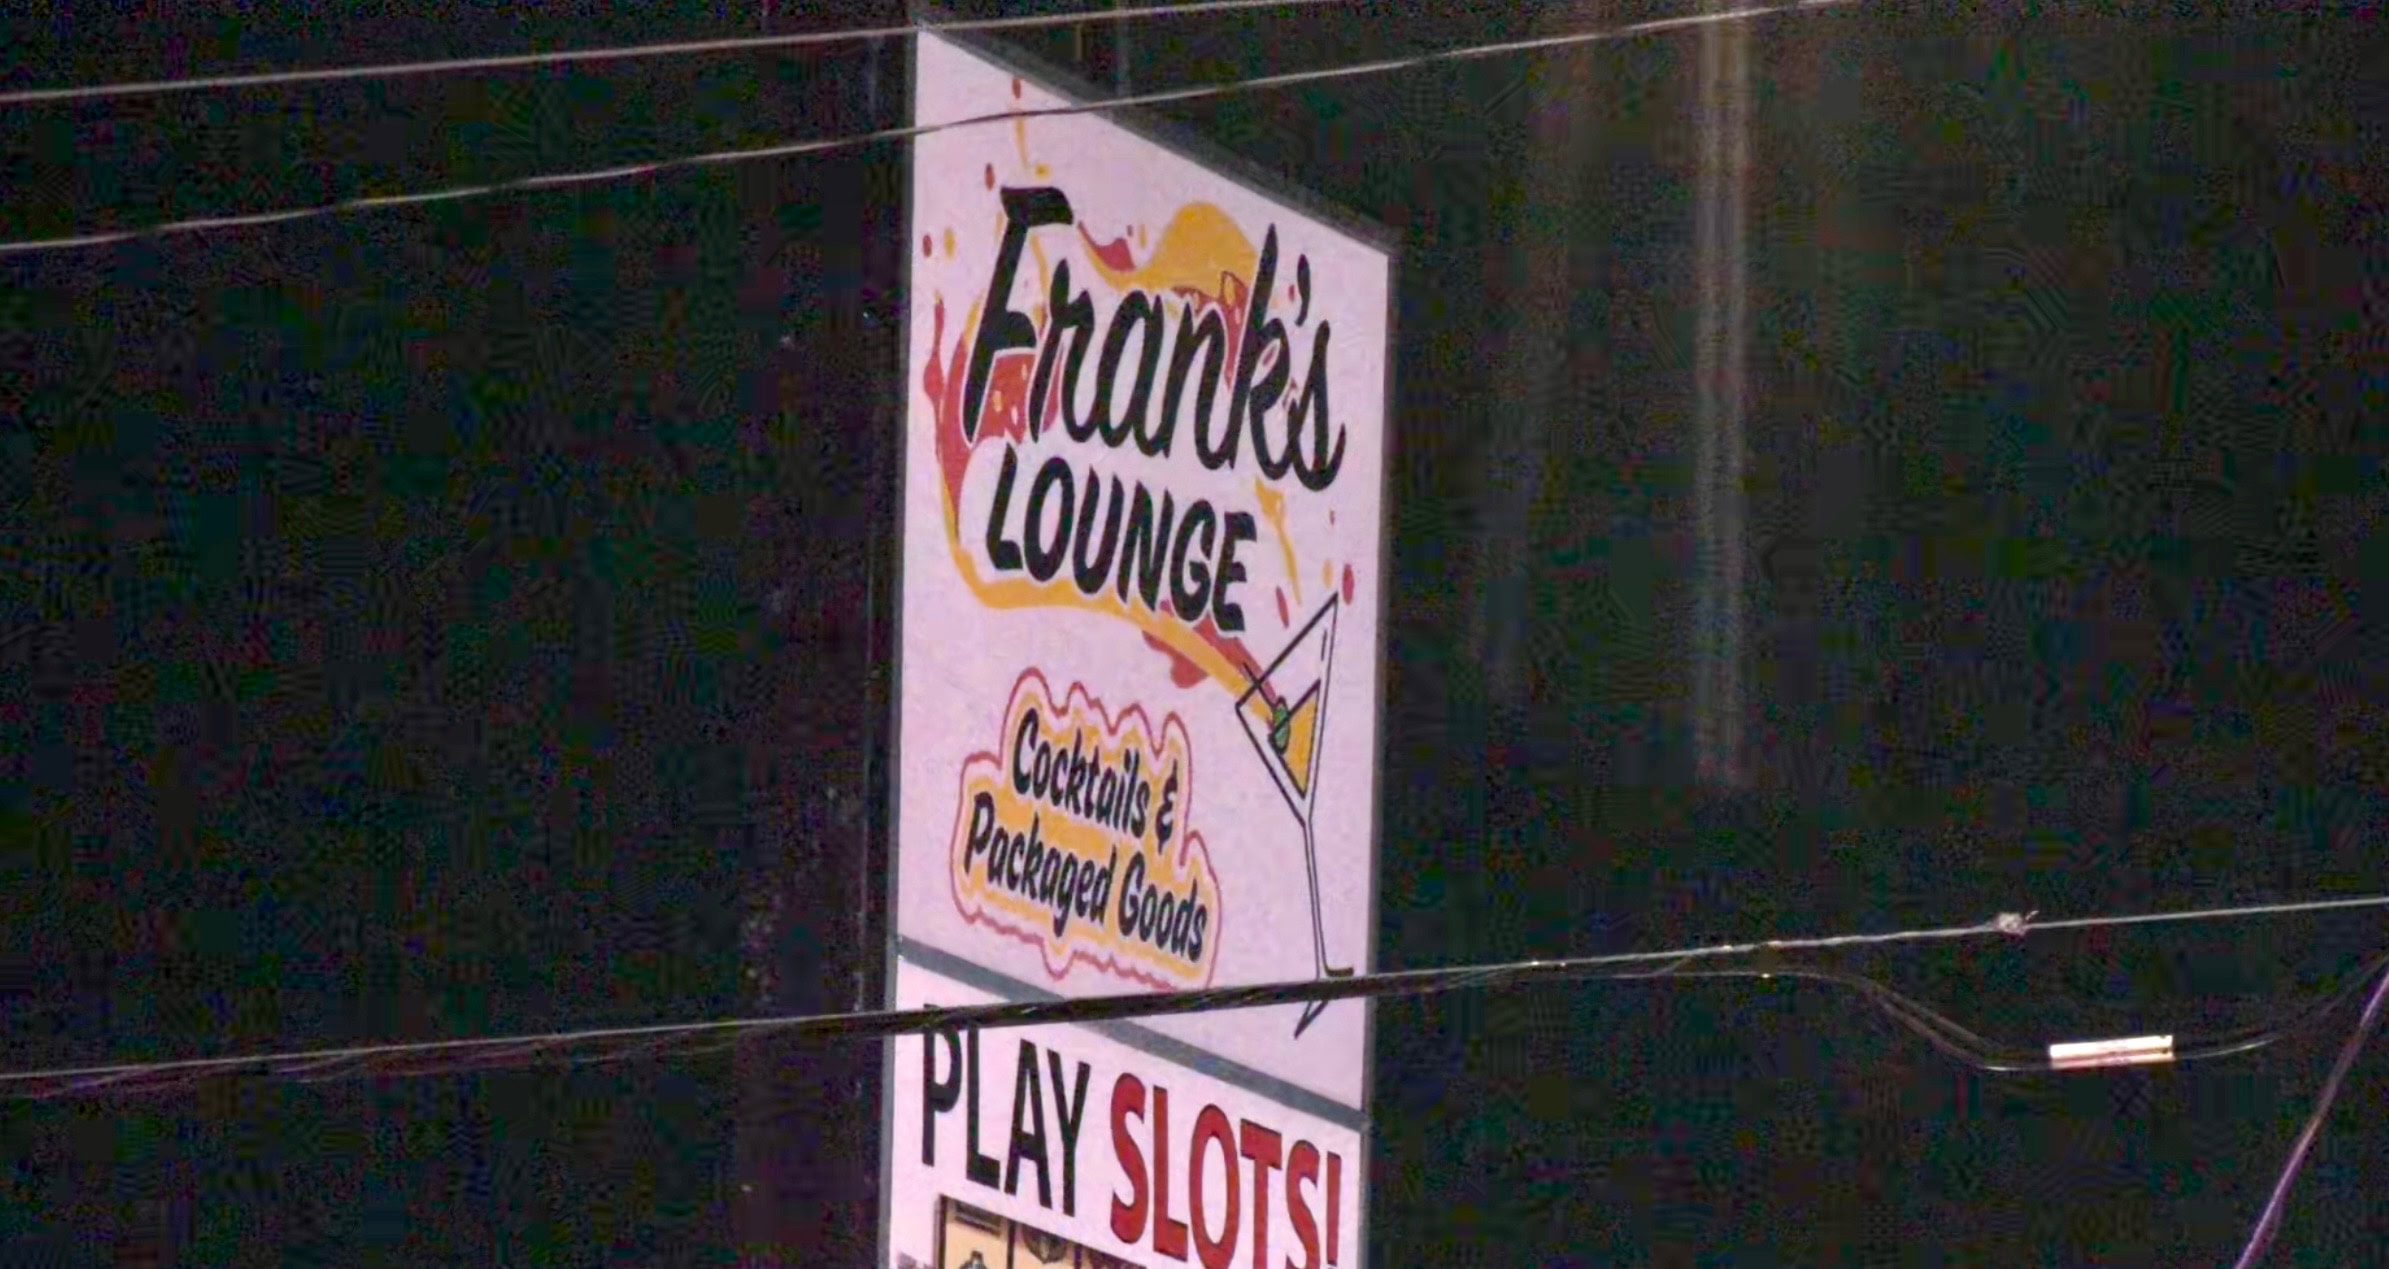 Frank's
LOUNGE
Cocktails &
Packaged Goods
PLAY SLOTS!